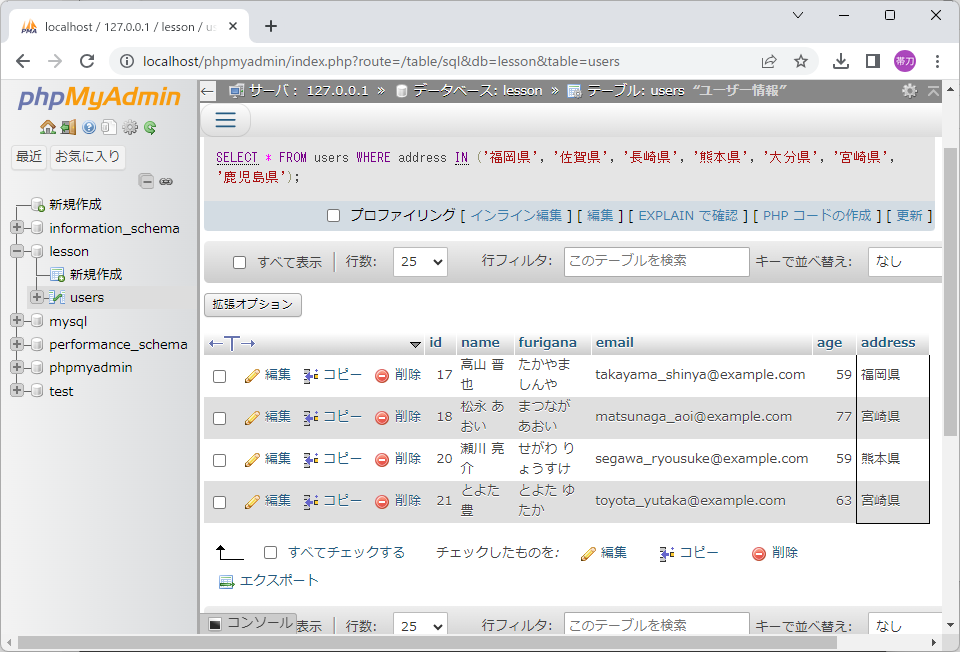 localhost / 127.0.0.1 / lesson / us
localhost/phpmyadmin/index.php?route=/table/sql&db=lesson&table=users
帯刀
phpMyAdmin
最近 お気に入り
新規作成
information_schema
lesson
新規作成
users
mysql
performance_schema
phpmyadmin
test
サーバ: 127.0.0.1 » データベース: lesson » テーブル: users “ユーザー情報”
SELECT * FROM users WHERE address IN ('福岡県', '佐賀県', '長崎県', '熊本県', '大分県', '宮崎県',
'鹿児島県');
プロファイリング [ インライン編集 ] [ 編集 ] [ EXPLAIN で確認 ] [ PHP コードの作成 ] [ 更新 ]
すべて表示 行数: 25 行フィルタ: このテーブルを検索 キーで並べ替え: なし
拡張オプション
←T→ id name furigana email age address
編集 コピー 削除 17 高山 晋也 たかやま しんや takayama_shinya@example.com 59 福岡県
編集 コピー 削除 18 松永 あおい まつなが あおい matsunaga_aoi@example.com 77 宮崎県
編集 コピー 削除 20 瀬川 亮介 せがわ りょうすけ segawa_ryousuke@example.com 59 熊本県
編集 コピー 削除 21 とよた 豊 とよた ゆたか toyota_yutaka@example.com 63 宮崎県
すべてチェックする チェックしたものを: 編集 コピー 削除
エクスポート
コンソール 表示 行数: 25 行フィルタ: このテーブルを検索 キーで並べ替え: なし